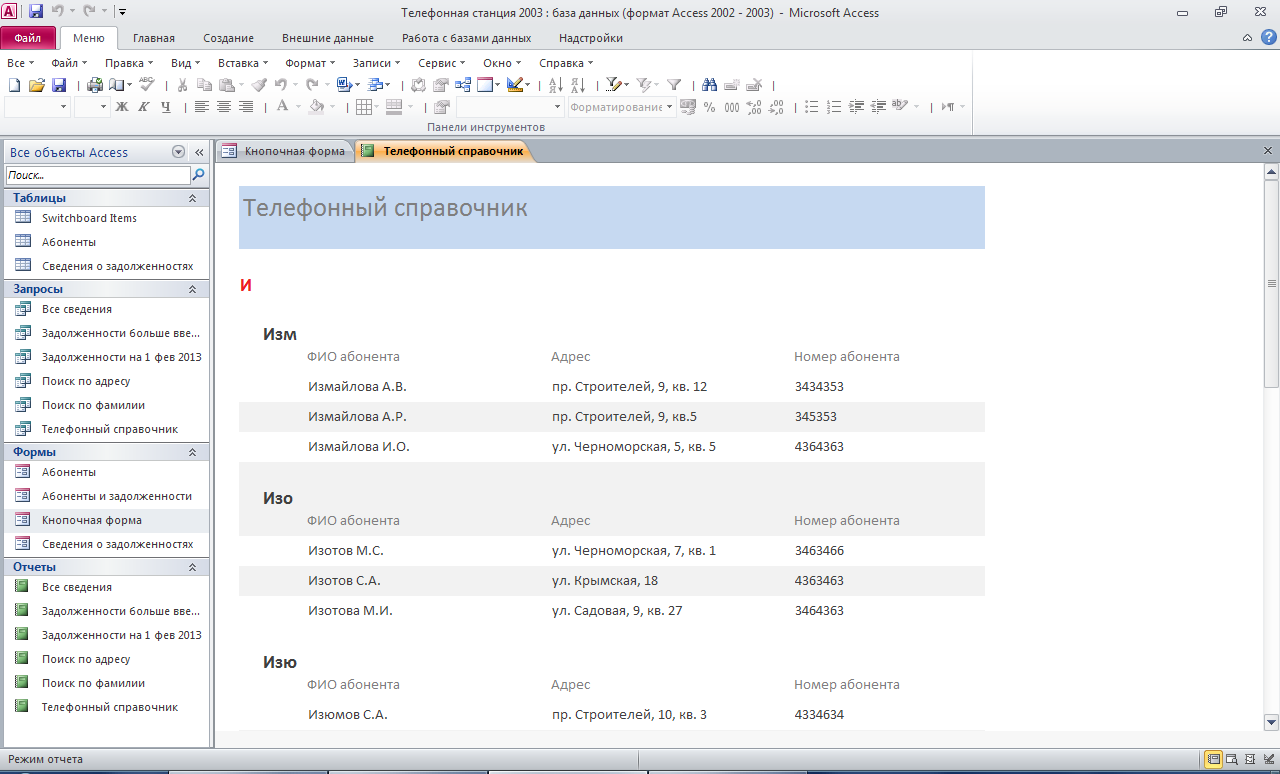 Телефонная станция 2003 : база данных (формат Access 2002 - 2003) - Microsoft Access
Файл Меню Главная Создание Внешние данные Работа с базами данных Надстройки
Все Файл Правка Вид Вставка Формат Записи Сервис Окно Справка
Ж К Ч Форматирование % 000
Панели инструментов
Все объекты Access
Поиск...
Таблицы
Switchboard Items
Абоненты
Сведения о задолженностях
Запросы
Все сведения
Задолженности больше вве...
Задолженности на 1 фев 2013
Поиск по адресу
Поиск по фамилии
Телефонный справочник
Формы
Абоненты
Абоненты и задолженности
Кнопочная форма
Сведения о задолженностях
Отчеты
Все сведения
Задолженности больше вве...
Задолженности на 1 фев 2013
Поиск по адресу
Поиск по фамилии
Телефонный справочник
Кнопочная форма Телефонный справочник
Телефонный справочник
И
Изм
ФИО абонента Адрес Номер абонента
Измайлова А.В. пр. Строителей, 9, кв. 12 3434353
Измайлова А.Р. пр. Строителей, 9, кв.5 345353
Измайлова И.О. ул. Черноморская, 5, кв. 5 4364363
Изо
ФИО абонента Адрес Номер абонента
Изотов М.С. ул. Черноморская, 7, кв. 1 3463466
Изотов С.А. ул. Крымская, 18 4363463
Изотова М.И. ул. Садовая, 9, кв. 27 3464363
Изю
ФИО абонента Адрес Номер абонента
Изюмов С.А. пр. Строителей, 10, кв. 3 4334634
Режим отчета